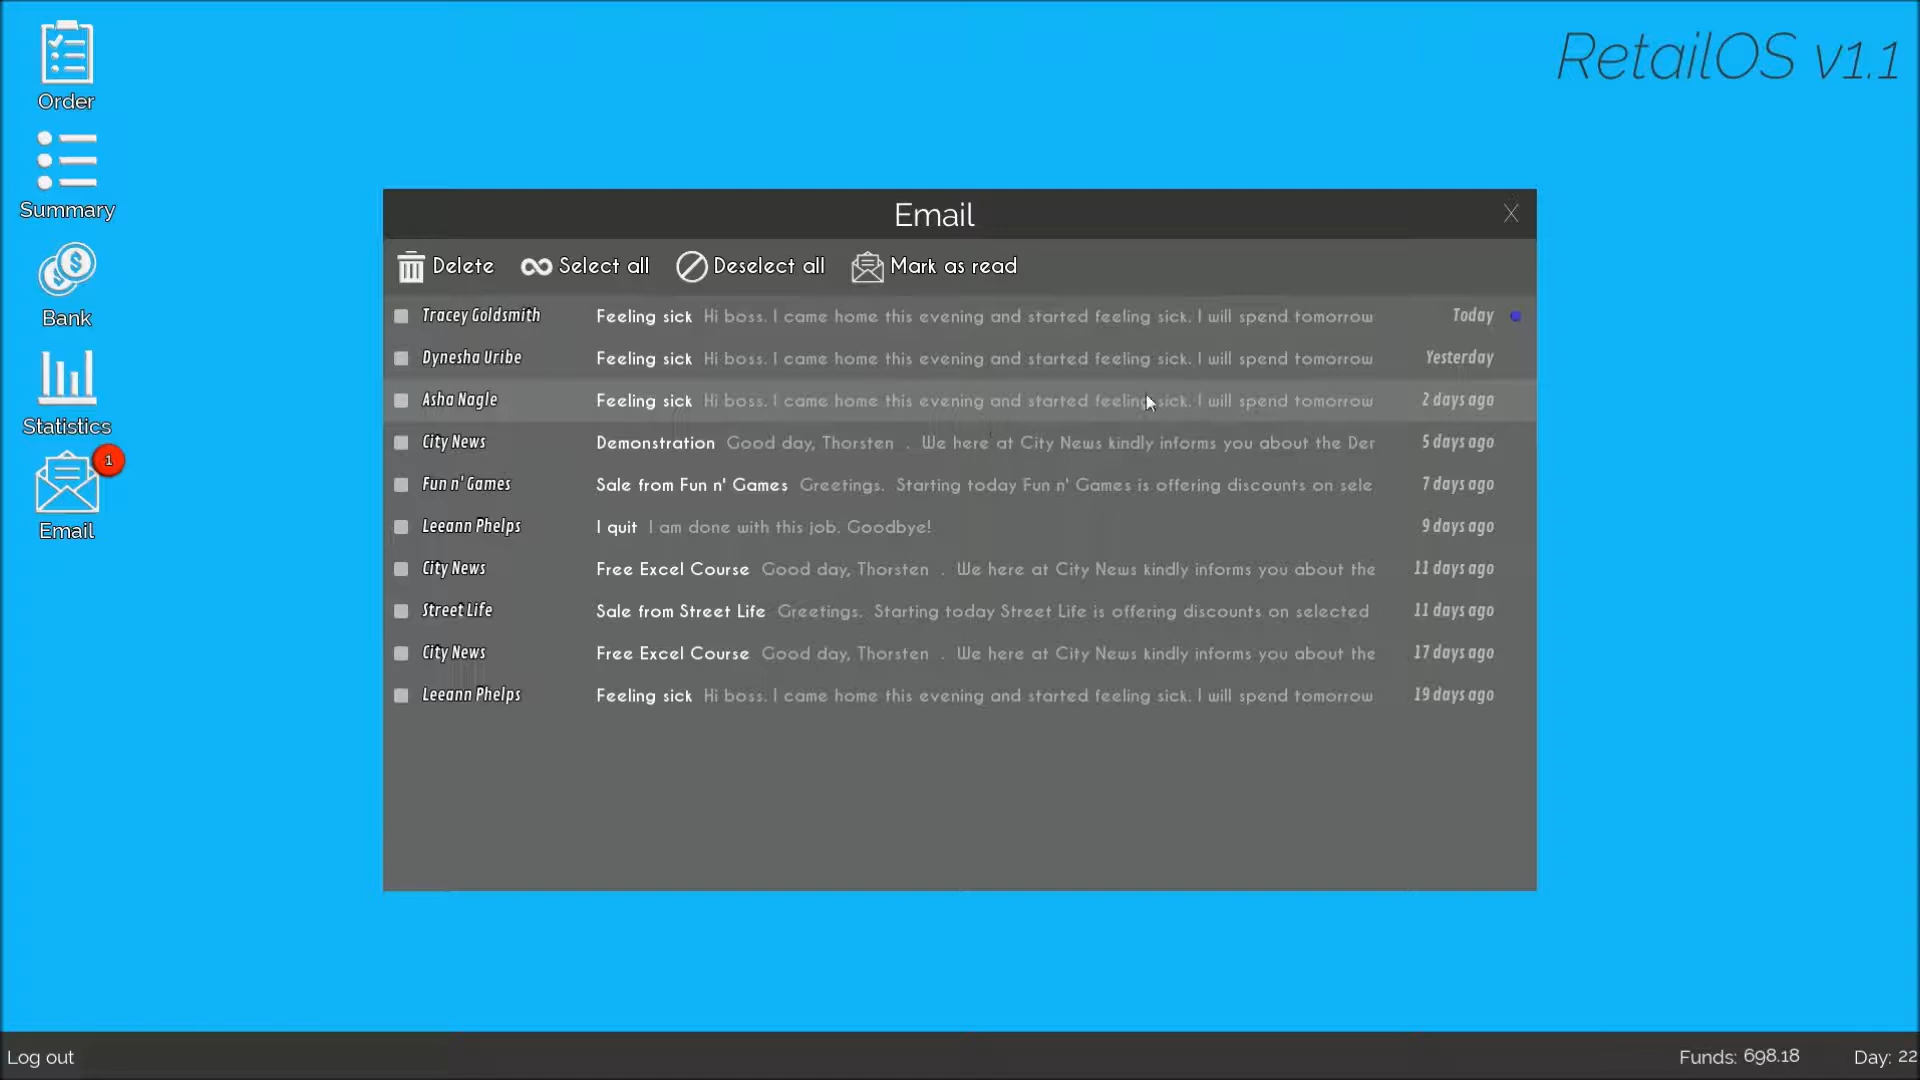 RetailOS v1.1
Order
Summary
Bank
Statistics
1
Email
Email X
Delete Select all Deselect all Mark as read
Tracey Goldsmith Feeling sick Hi boss. I came home this evening and started feeling sick. I will spend tomorrow Today
Dynesha Uribe Feeling sick Hi boss. I came home this evening and started feeling sick. I will spend tomorrow Yesterday
Asha Nagle Feeling sick Hi boss. I came home this evening and started feeling sick. I will spend tomorrow 2 days ago
City News Demonstration Good day, Thorsten . We here at City News kindly informs you about the Der 5 days ago
Fun n' Games Sale from Fun n' Games Greetings. Starting today Fun n' Games is offering discounts on sele 7 days ago
Leeann Phelps I quit I am done with this job. Goodbye! 9 days ago
City News Free Excel Course Good day, Thorsten . We here at City News kindly informs you about the 11 days ago
Street Life Sale from Street Life Greetings. Starting today Street Life is offering discounts on selected 11 days ago
City News Free Excel Course Good day, Thorsten . We here at City News kindly informs you about the 17 days ago
Leeann Phelps Feeling sick Hi boss. I came home this evening and started feeling sick. I will spend tomorrow 19 days ago
Log out Funds: 698.18 Day: 22